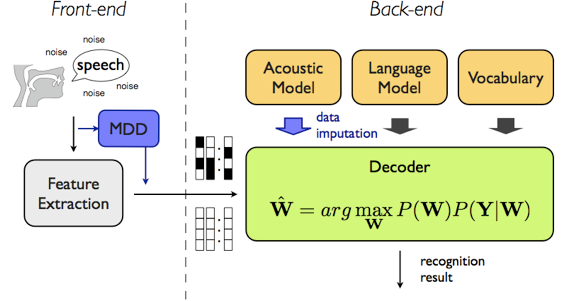 Front-end
Back-end
noise
noise
speech
noise
noise
MDD
Feature
Extraction
Acoustic
Model
Language
Model
Vocabulary
data
imputation
Decoder
Ŵ = arg max P(W)P(Y|W)
W
recognition
result